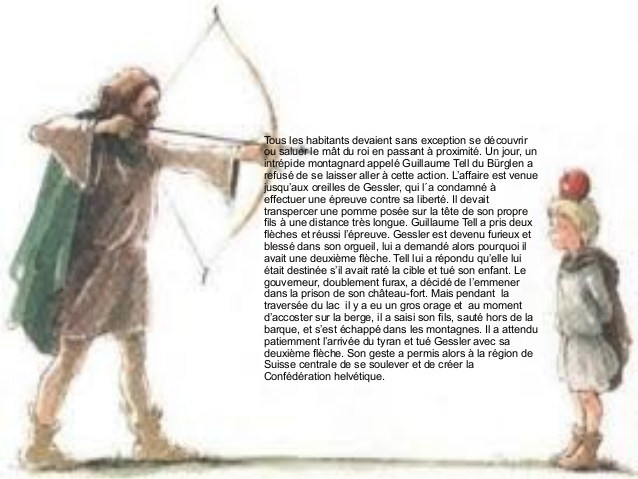 Tous les habitants devaient sans exception se découvrir
ou saluer le mât du roi en passant à proximité. Un jour, un
intrépide montagnard appelé Guillaume Tell du Bürglen a
refusé de se laisser aller à cette action. L’affaire est venue
jusqu’aux oreilles de Gessler, qui l´a condamné à
effectuer une épreuve contre sa liberté. Il devait
transpercer une pomme posée sur la tête de son propre
fils à une distance très longue. Guillaume Tell a pris deux
flèches et réussi l’épreuve. Gessler est devenu furieux et
blessé dans son orgueil, lui a demandé alors pourquoi il
avait une deuxième flèche. Tell lui a répondu qu’elle lui
était destinée s’il avait raté la cible et tué son enfant. Le
gouverneur, doublement furax, a décidé de l’emmener
dans la prison de son château-fort. Mais pendant la
traversée du lac il y a eu un gros orage et au moment
d’accoster sur la berge, il a saisi son fils, sauté hors de la
barque, et s’est échappé dans les montagnes. Il a attendu
patiemment l’arrivée du tyran et tué Gessler avec sa
deuxième flèche. Son geste a permis alors à la région de
Suisse centrale de se soulever et de créer la
Confédération helvétique.